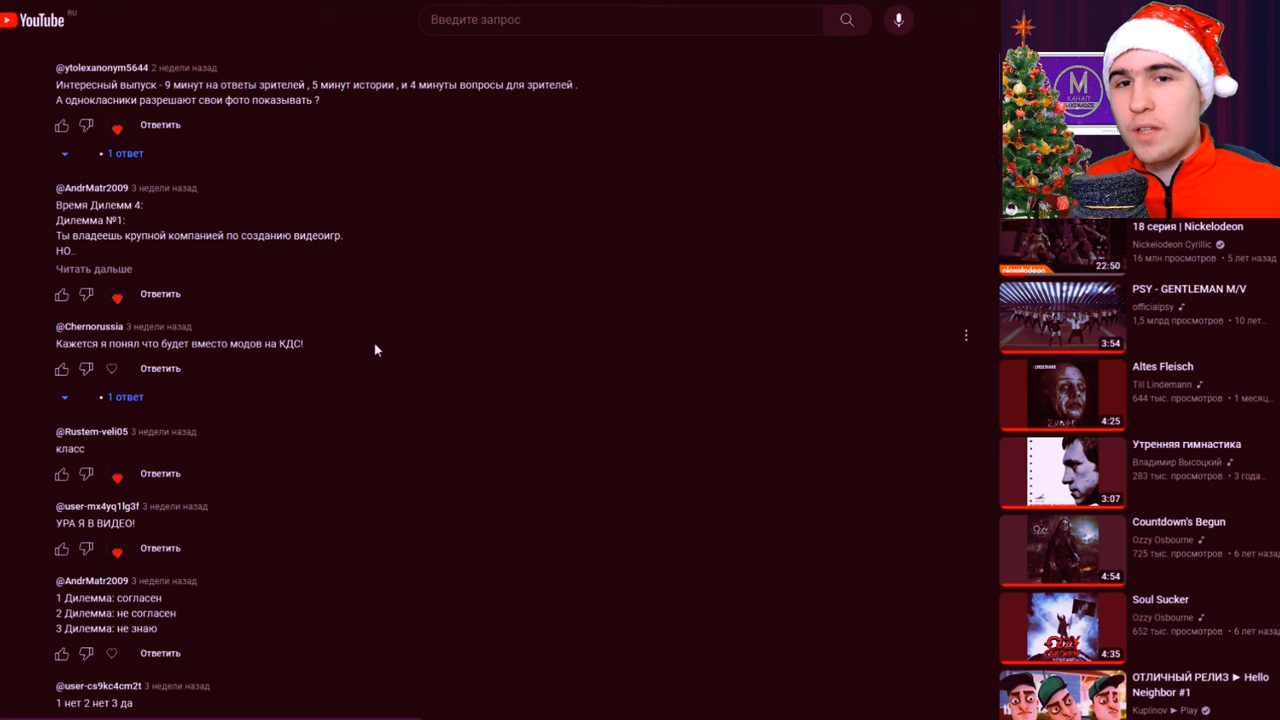 YouTube
RU
Введите запрос
@ytolexanonym5644 2 недели назад
Интересный выпуск - 9 минут на ответы зрителей , 5 минут истории , и 4 минуты вопросы для зрителей .
А однокласники разрешают свои фото показывать ?
Ответить
• 1 ответ
@AndrMatr2009 3 недели назад
Время Дилемм 4:
Дилемма №1:
Ты владеешь крупной компанией по созданию видеоигр.
НО..
Читать дальше
Ответить
@Chernorussia 3 недели назад
Кажется я понял что будет вместо модов на КДС!
Ответить
• 1 ответ
@Rustem-veli05 3 недели назад
класс
Ответить
@user-mx4yq1lg3f 3 недели назад
УРА Я В ВИДЕО!
Ответить
@AndrMatr2009 3 недели назад
1 Дилемма: согласен
2 Дилемма: не согласен
3 Дилемма: не знаю
Ответить
@user-cs9kc4cm2t 3 недели назад
1 нет 2 нет 3 да
М
КАНАЛ
18 серия | Nickelodeon
Nickelodeon Cyrillic
16 млн просмотров • 5 лет назад
nickelodeon
22:50
PSY - GENTLEMAN M/V
officialpsy
1,5 млрд просмотров • 10 лет...
3:54
Altes Fleisch
Till Lindemann
644 тыс. просмотров • 1 месяц...
LINDEMANN
4:25
Утренняя гимнастика
Владимир Высоцкий
283 тыс. просмотров • 3 года...
3:07
Countdown's Begun
Ozzy Osbourne
725 тыс. просмотров • 6 лет назад
4:54
Soul Sucker
Ozzy Osbourne
652 тыс. просмотров • 6 лет назад
OZZY
4:35
ОТЛИЧНЫЙ РЕЛИЗ ► Hello
Neighbor #1
Kuplinov ► Play